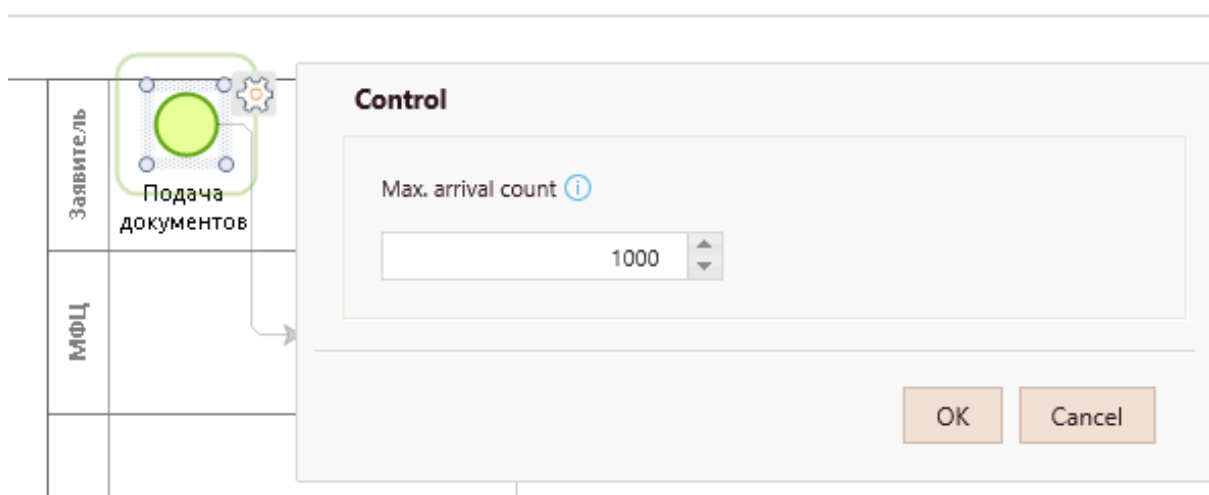 Заявитель
Подача
документов
МФЦ
Control
Max. arrival count
1000
OK
Cancel